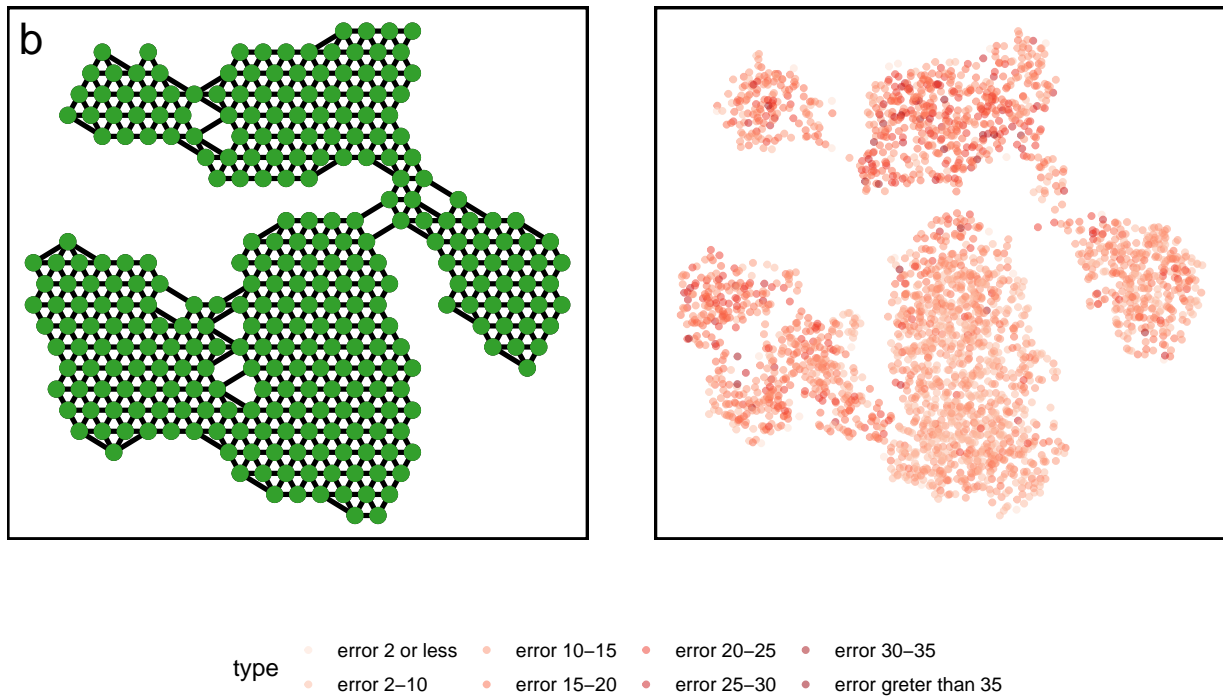 b
type
error 2 or less
error 10–15
error 20–25
error 30–35
error 2–10
error 15–20
error 25–30
error greter than 35